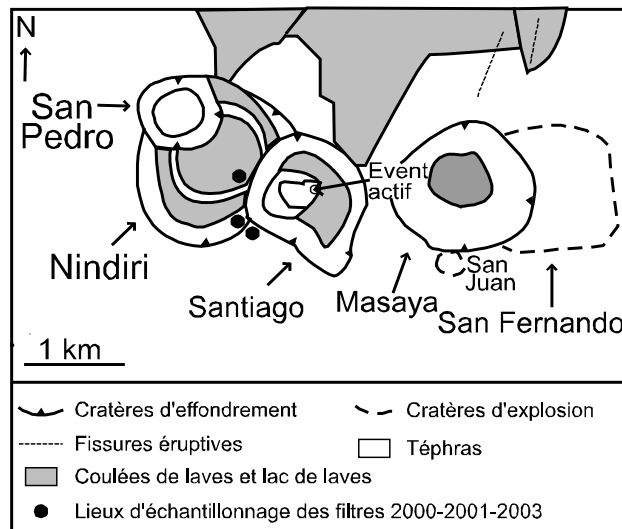 N
San
Pedro
Event
actif
Nindiri
Santiago
Masaya
San
Juan
San Fernando
1 km
Cratères d'effondrement
Cratères d'explosion
Fissures éruptives
Téphras
Coulées de laves et lac de laves
Lieux d'échantillonnage des filtres 2000-2001-2003